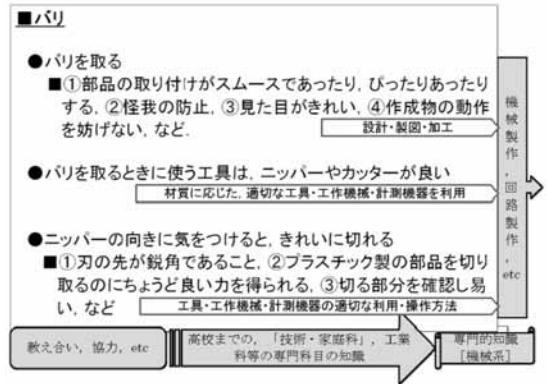 ■バリ
●バリを取る
■①部品の取り付けがスムースであったり，ぴったりあったり
する，②怪我の防止，③見た目がきれい，④作成物の動作
を妨げない，など．
設計・製図・加工
●バリを取るときに使う工具は，ニッパーやカッターが良い
材質に応じた，適切な工具・工作機械・計測機器を利用
●ニッパーの向きに気をつけると，きれいに切れる
■①刃の先が鋭角であること，②プラスチック製の部品を切り
取るのにちょうど良い力を得られる，③切る部分を確認し易
い，など
工具・工作機械・計測機器の適切な利用・操作方法
機械製作，回路製作，etc
教え合い，協力，etc
高校までの，「技術・家庭科」，工業
科等の専門科目の知識
専門的知識
［機械系］